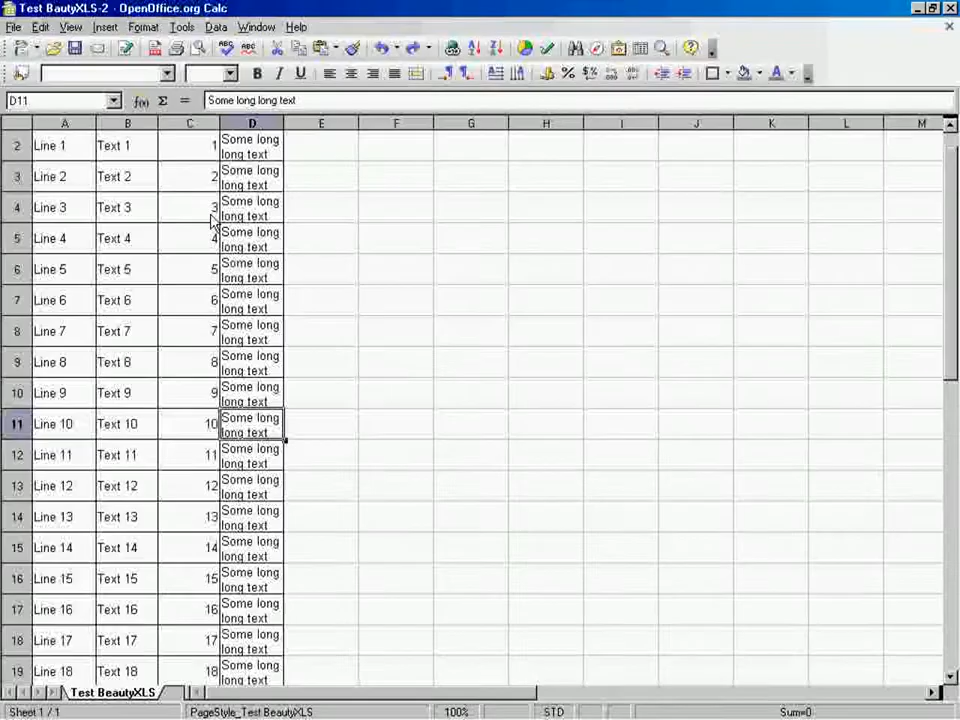 Test BautyXLS-2 - OpenOffice.org Calc
File Edit View Insert Format Tools Data Window Help
B I U
D11 f(x) Σ = Some long long text
A B C D E F G H I J K L M
2 Line 1 Text 1 1 Some long
long text
3 Line 2 Text 2 2 Some long
long text
4 Line 3 Text 3 3 Some long
long text
5 Line 4 Text 4 4 Some long
long text
6 Line 5 Text 5 5 Some long
long text
7 Line 6 Text 6 6 Some long
long text
8 Line 7 Text 7 7 Some long
long text
9 Line 8 Text 8 8 Some long
long text
10 Line 9 Text 9 9 Some long
long text
11 Line 10 Text 10 10 Some long
long text
12 Line 11 Text 11 11 Some long
long text
13 Line 12 Text 12 12 Some long
long text
14 Line 13 Text 13 13 Some long
long text
15 Line 14 Text 14 14 Some long
long text
16 Line 15 Text 15 15 Some long
long text
17 Line 16 Text 16 16 Some long
long text
18 Line 17 Text 17 17 Some long
long text
19 Line 18 Text 18 18 Some long
long text
Test BeautyXLS
Sheet 1 / 1 PageStyle_Test BeautyXLS 100% STD Sum=0